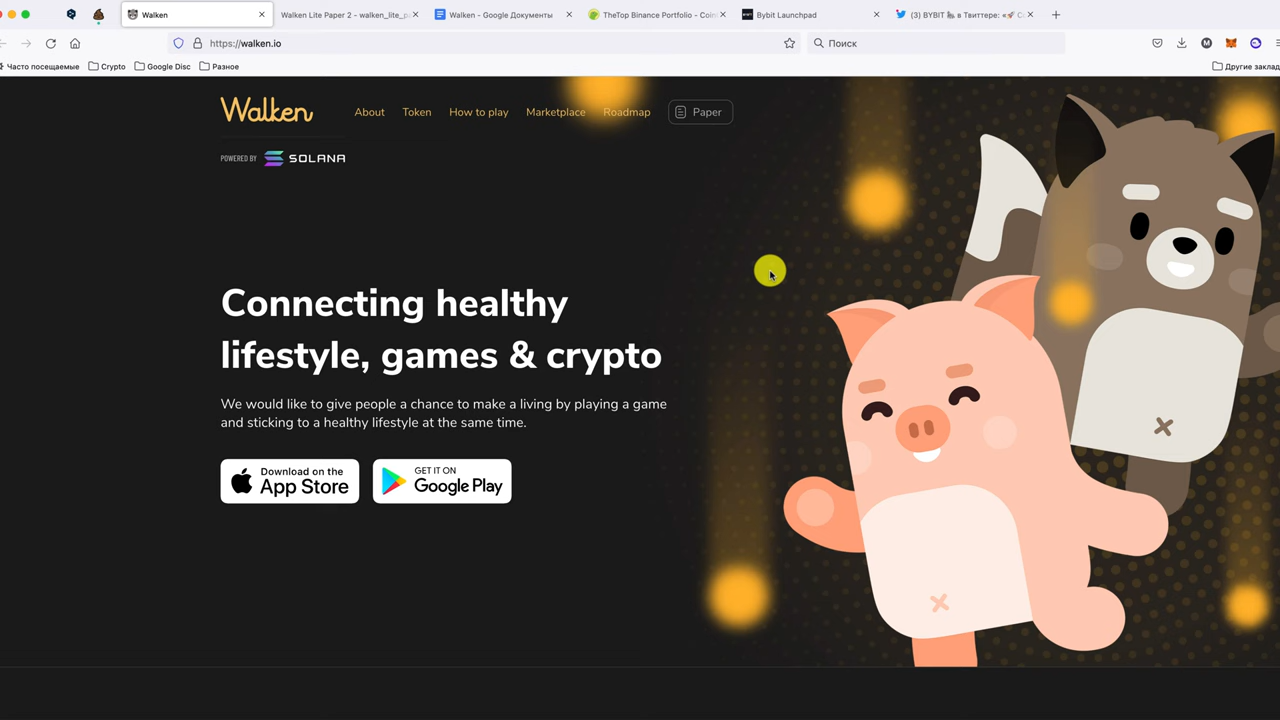 Walken
Walken Lite Paper 2 - walken_lite_p
Walken - Google Документы
TheTop Binance Portfolio - Coin
Bybit Launchpad
(3) BYBIT в Твиттере: «
https://walken.io
Поиск
Часто посещаемые
Crypto
Google Disc
Разное
Другие заклад
Walken
About
Token
How to play
Marketplace
Roadmap
Paper
POWERED BY SOLANA
Connecting healthy
lifestyle, games & crypto
We would like to give people a chance to make a living by playing a game
and sticking to a healthy lifestyle at the same time.
Download on the
App Store
GET IT ON
Google Play